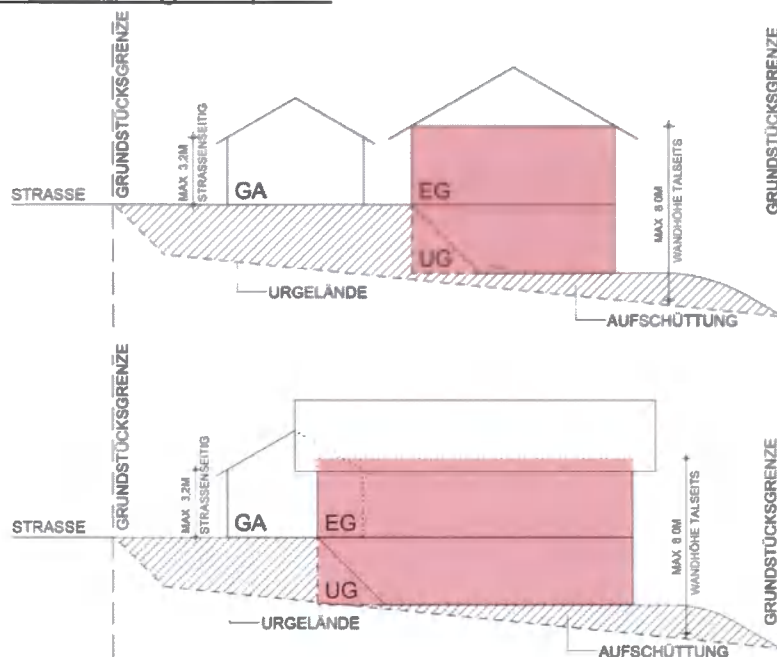 GRUNDSTÜCKSGRENZE
GRUNDSTÜCKSGRENZE
MAX 3,2M
STRASSENSEITIG
STRASSE
GA
EG
UG
MAX 8.0M
WANDHÖHE TALSEITS
URGELÄNDE
AUFSCHÜTTUNG
GRUNDSTÜCKSGRENZE
GRUNDSTÜCKSGRENZE
MAX 3,2M
STRASSENSEITIG
STRASSE
GA
EG
UG
MAX 8.0M
WANDHÖHE TALSEITS
URGELÄNDE
AUFSCHÜTTUNG